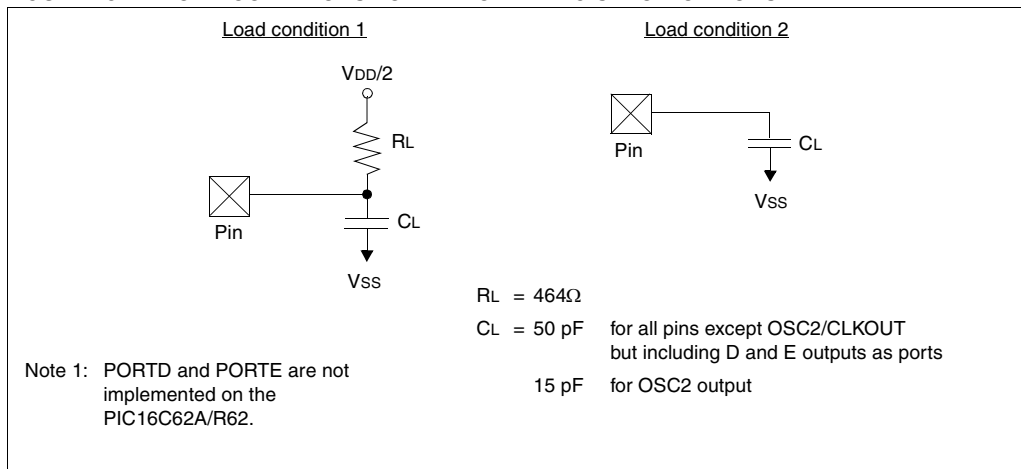 Load condition 1
Load condition 2
VDD/2
RL
Pin
CL
VSS
Pin
CL
VSS
RL = 464Ω
CL = 50 pF for all pins except OSC2/CLKOUT
but including D and E outputs as ports
15 pF for OSC2 output
Note 1: PORTD and PORTE are not
implemented on the
PIC16C62A/R62.